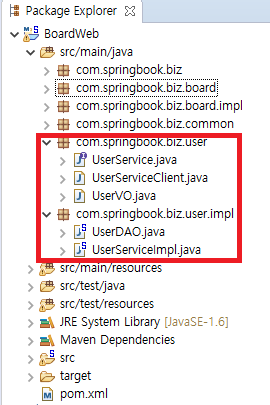 Package Explorer
BoardWeb
src/main/java
com.springbook.biz
com.springbook.biz.board
com.springbook.biz.board.impl
com.springbook.biz.common
com.springbook.biz.user
UserService.java
UserServiceClient.java
UserVO.java
com.springbook.biz.user.impl
UserDAO.java
UserServiceImpl.java
src/main/resources
src/test/java
src/test/resources
JRE System Library [JavaSE-1.6]
Maven Dependencies
src
target
pom.xml